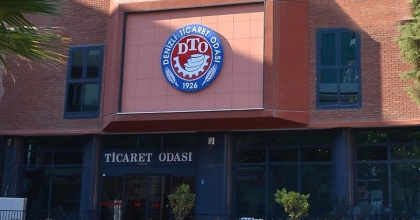 DENİZLİ TİCARET ODASI
DTO
1926
TİCARET ODASI